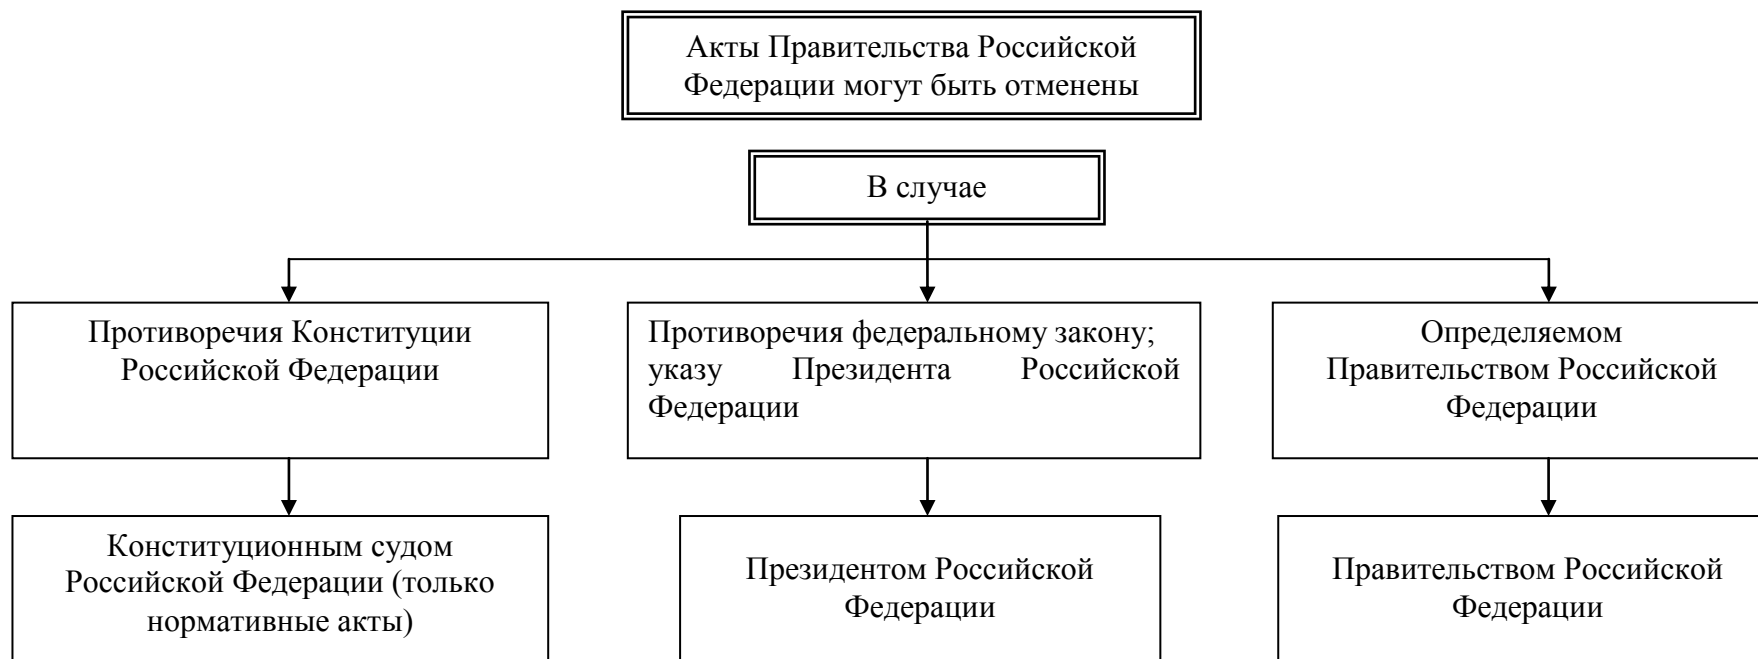 Акты Правительства Российской
Федерации могут быть отменены
В случае
Противоречия Конституции
Российской Федерации
Противоречия федеральному закону;
указу Президента Российской
Федерации
Определяемом
Правительством Российской
Федерации
Конституционным судом
Российской Федерации (только
нормативные акты)
Президентом Российской
Федерации
Правительством Российской
Федерации